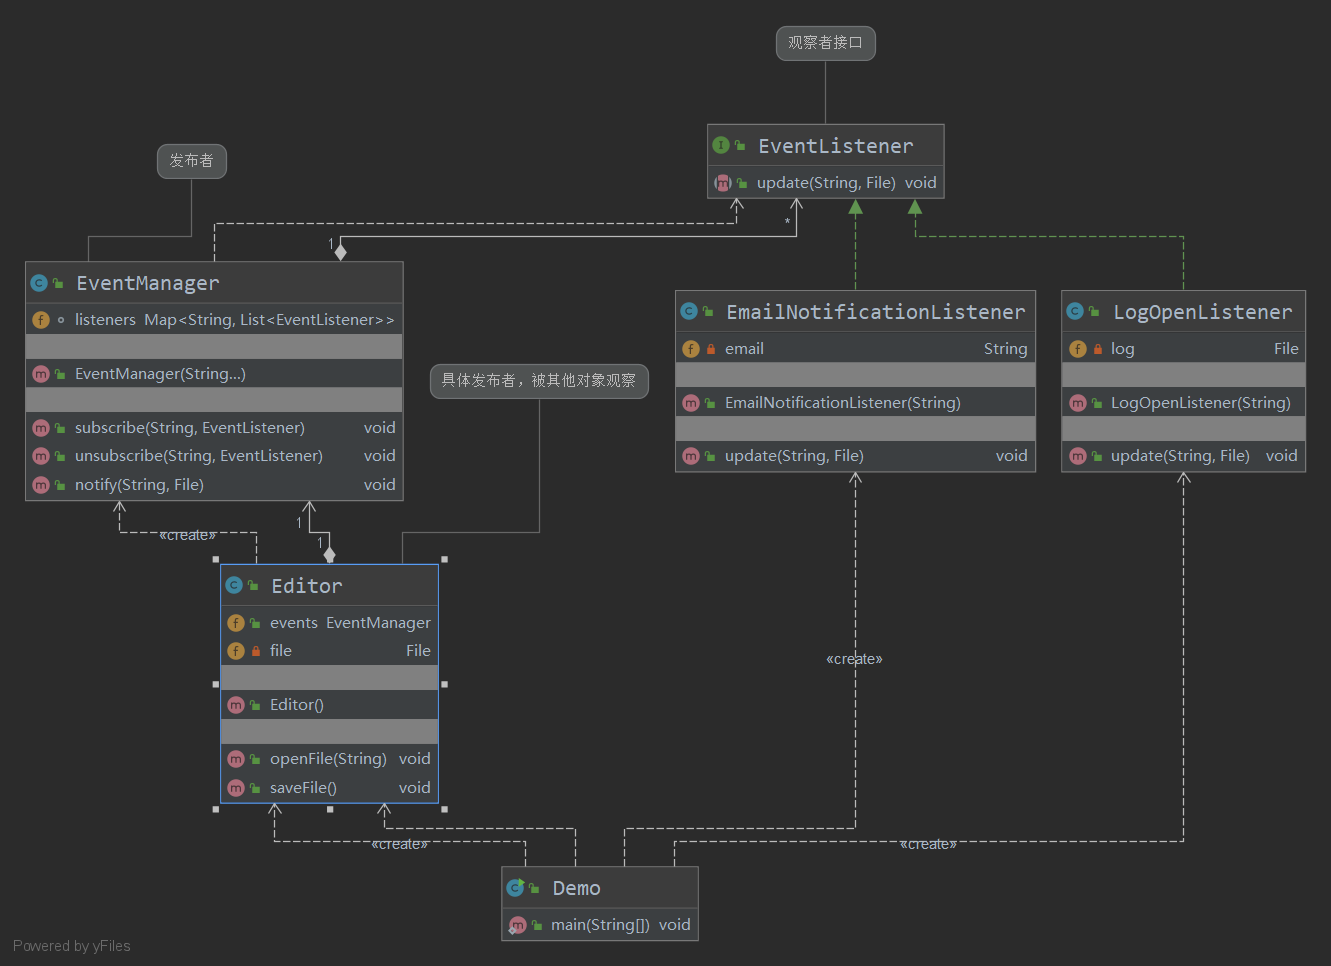 观察者接口
EventListener
update(String, File) void
发布者
1
*
EventManager
listeners Map<String, List<EventListener>>
EventManager(String...)
subscribe(String, EventListener) void
unsubscribe(String, EventListener) void
notify(String, File) void
EmailNotificationListener
email String
EmailNotificationListener(String)
update(String, File) void
LogOpenListener
log File
LogOpenListener(String)
update(String, File) void
具体发布者，被其他对象观察
«create»
1
1
Editor
events EventManager
file File
Editor()
openFile(String) void
saveFile() void
«create»
«create»
«create»
Demo
main(String[]) void
Powered by yFiles